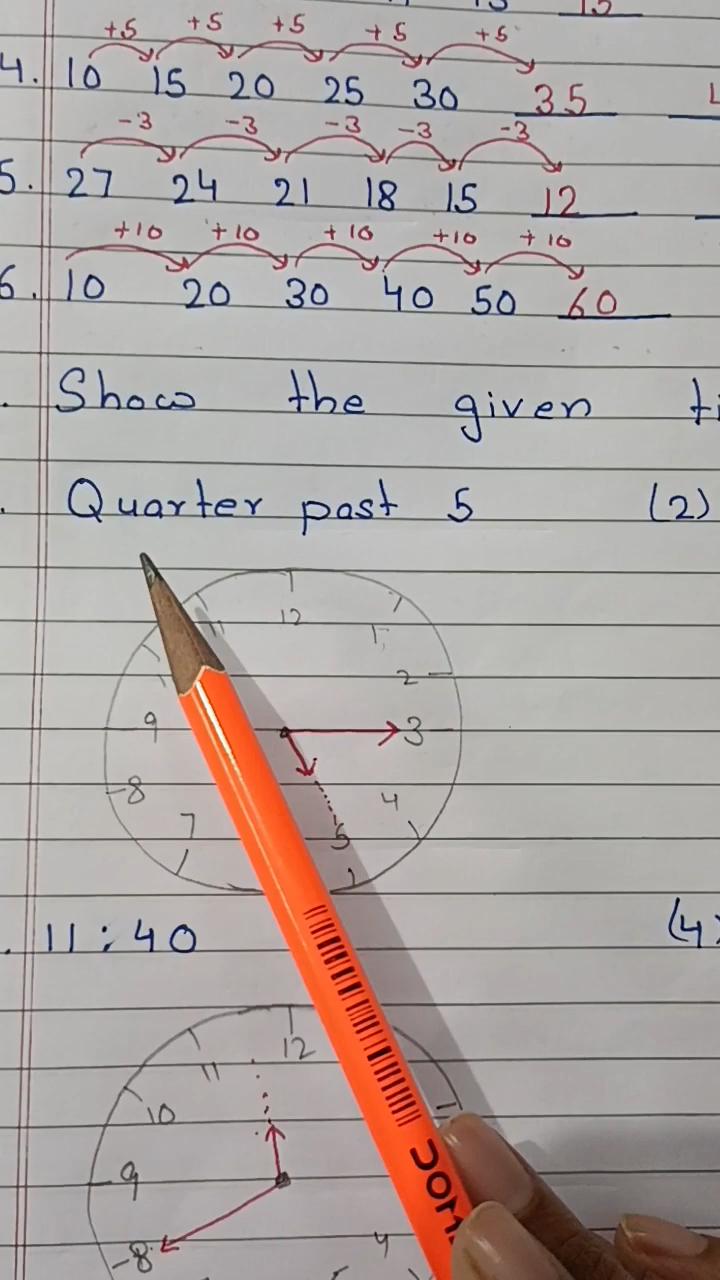 15
+5 +5 +5 +5 +5
4. 10 15 20 25 30 35
-3 -3 -3 -3 -3
5. 27 24 21 18 15 12
+10 +10 +10 +10 +10
6. 10 20 30 40 50 60
Show the given
Quarter past 5 (2)
11 12 1
2
9 3
8 4
7 5
11:40 (4)
11 12
10
9
8 4
DOM